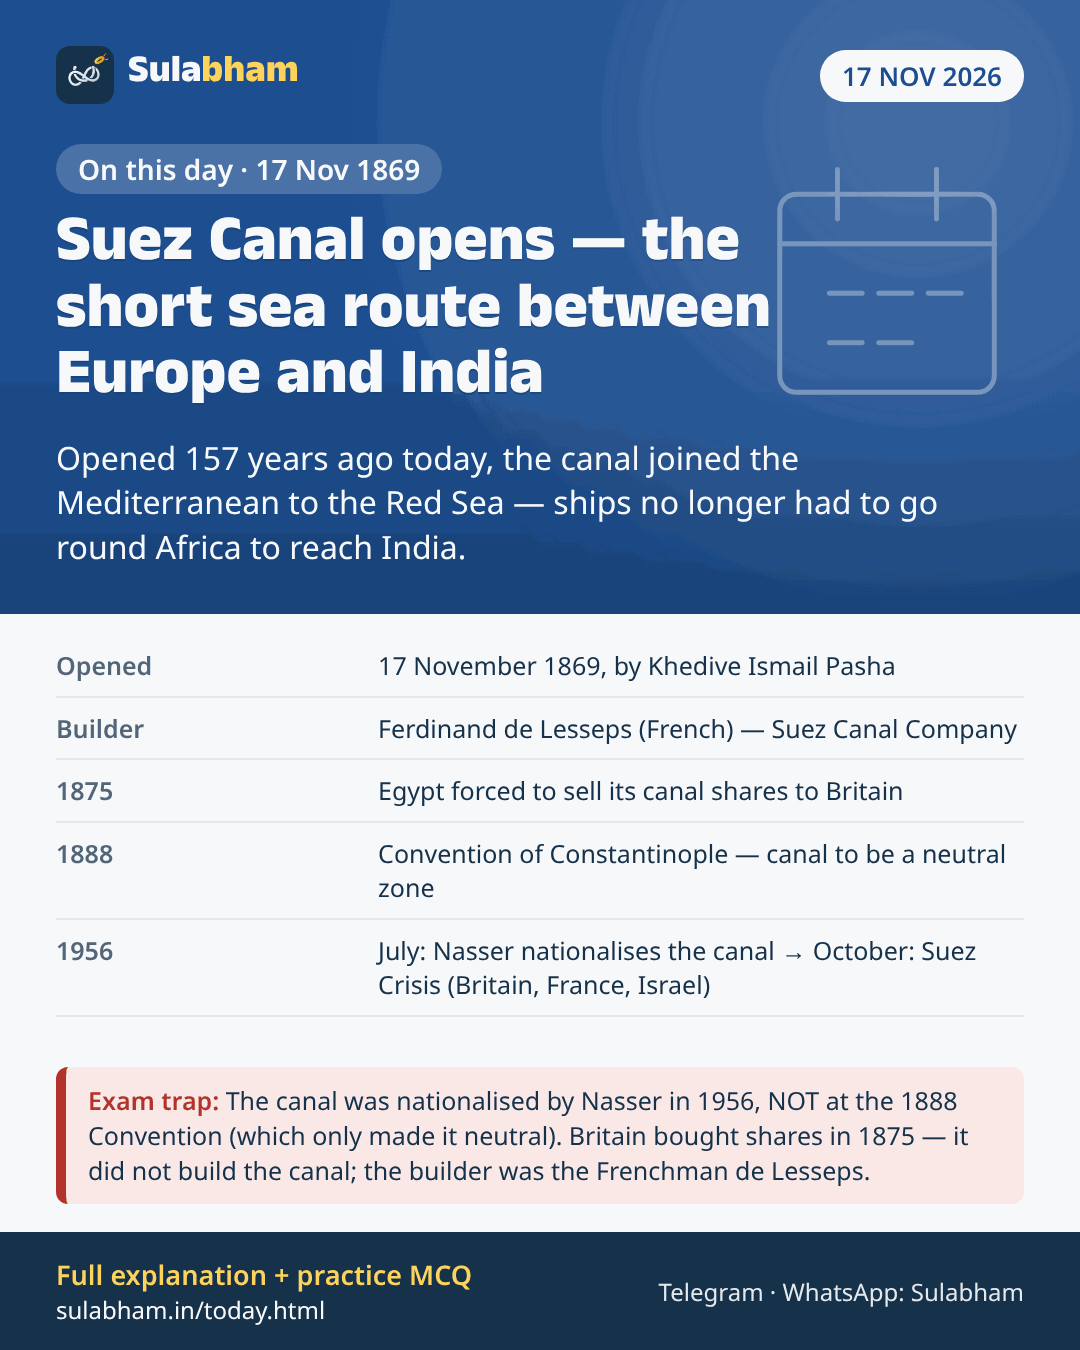 Sulabham
17 NOV 2026
On this day · 17 Nov 1869
Suez Canal opens — the
short sea route between
Europe and India
Opened 157 years ago today, the canal joined the
Mediterranean to the Red Sea — ships no longer had to go
round Africa to reach India.
Opened 17 November 1869, by Khedive Ismail Pasha
Builder Ferdinand de Lesseps (French) — Suez Canal Company
1875 Egypt forced to sell its canal shares to Britain
1888 Convention of Constantinople — canal to be a neutral
zone
1956 July: Nasser nationalises the canal → October: Suez
Crisis (Britain, France, Israel)
Exam trap: The canal was nationalised by Nasser in 1956, NOT at the 1888
Convention (which only made it neutral). Britain bought shares in 1875 — it
did not build the canal; the builder was the Frenchman de Lesseps.
Full explanation + practice MCQ
sulabham.in/today.html
Telegram · WhatsApp: Sulabham